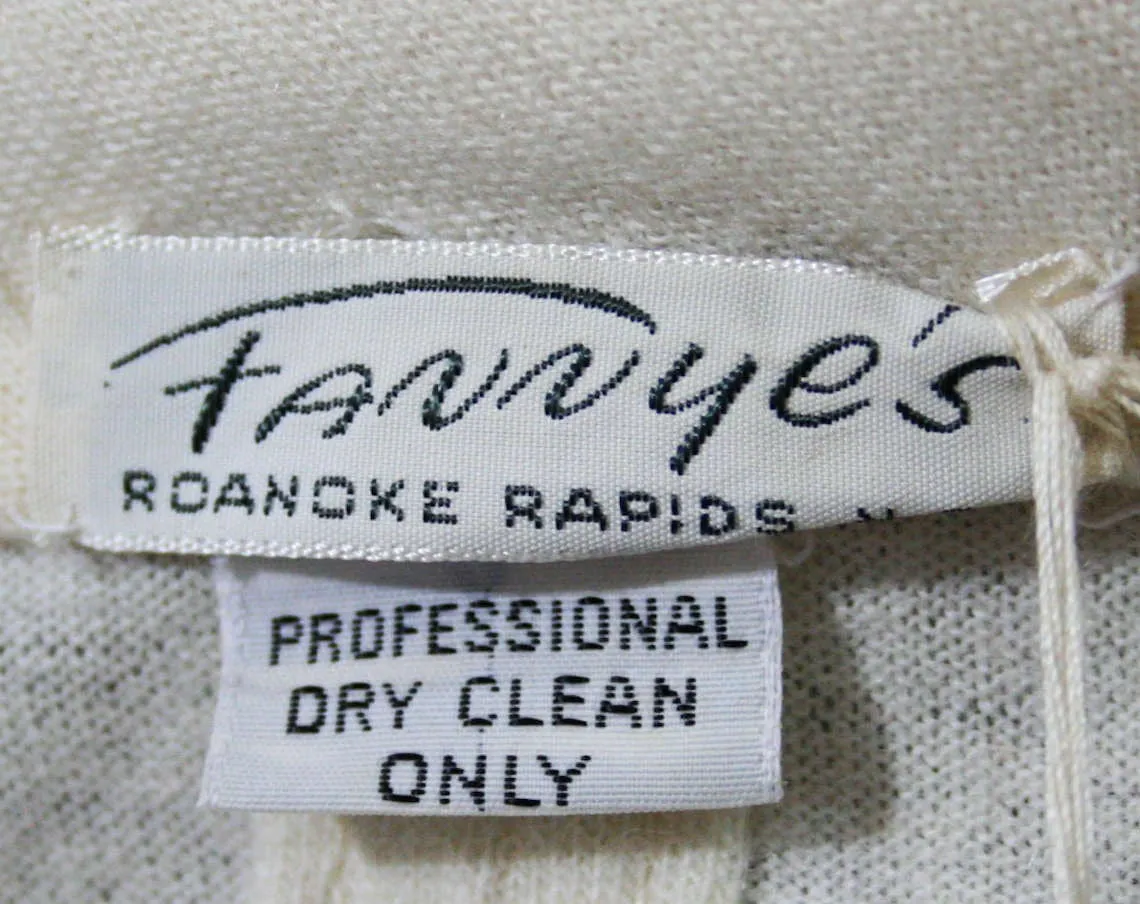 Fannye's
ROANOKE RAPIDS N
PROFESSIONAL
DRY CLEAN
ONLY